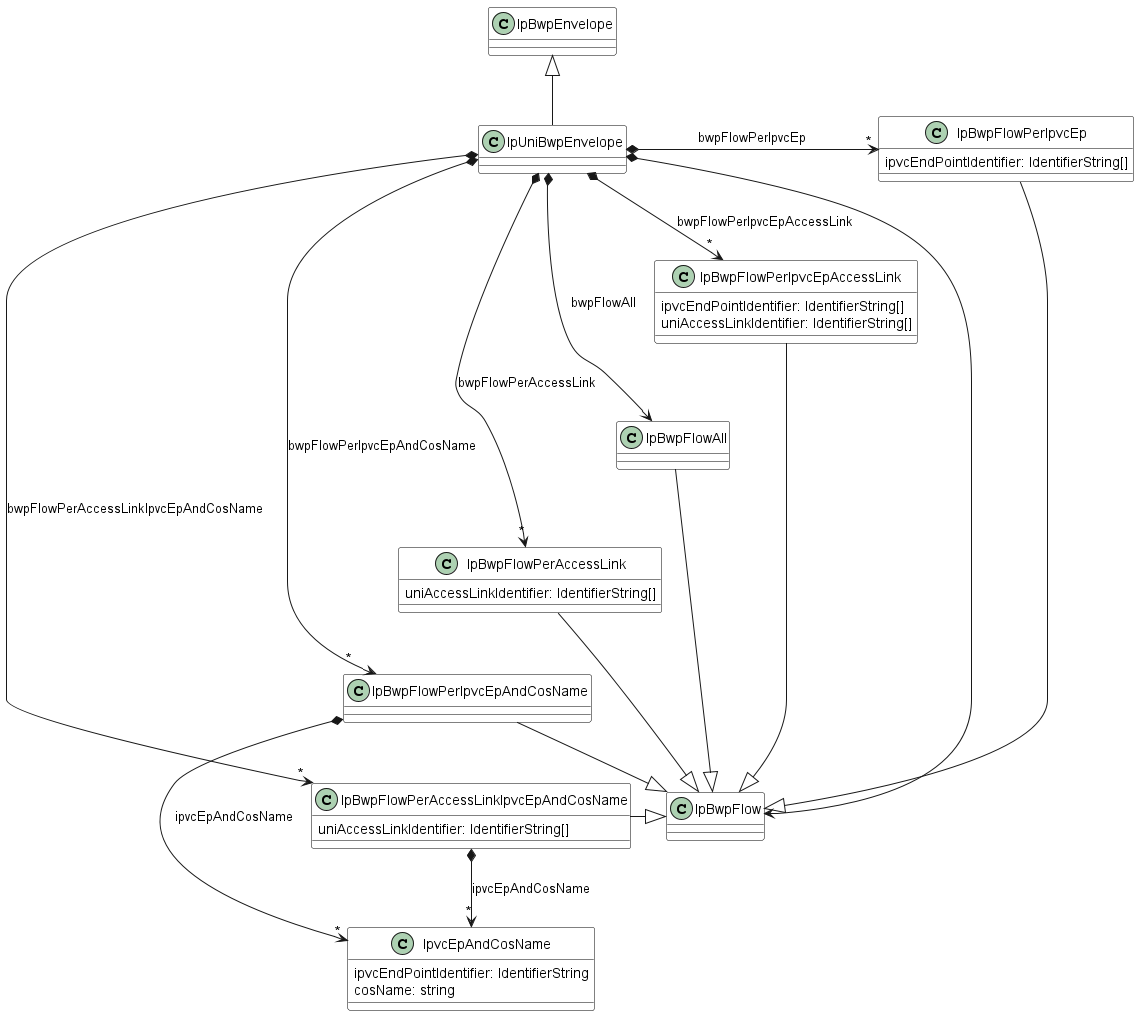 C IpBwpEnvelope
C IpUniBwpEnvelope
bwpFlowPerIpvcEp
*
C IpBwpFlowPerIpvcEp
ipvcEndPointIdentifier: IdentifierString[]
bwpFlowPerIpvcEpAccessLink
*
C IpBwpFlowPerIpvcEpAccessLink
ipvcEndPointIdentifier: IdentifierString[]
uniAccessLinkIdentifier: IdentifierString[]
bwpFlowAll
bwpFlowPerAccessLink
C IpBwpFlowAll
bwpFlowPerIpvcEpAndCosName
bwpFlowPerAccessLinkIpvcEpAndCosName
*
C IpBwpFlowPerAccessLink
uniAccessLinkIdentifier: IdentifierString[]
*
C IpBwpFlowPerIpvcEpAndCosName
*
C IpBwpFlowPerAccessLinkIpvcEpAndCosName
uniAccessLinkIdentifier: IdentifierString[]
C IpBwpFlow
ipvcEpAndCosName
ipvcEpAndCosName
*
*
C IpvcEpAndCosName
ipvcEndPointIdentifier: IdentifierString
cosName: string